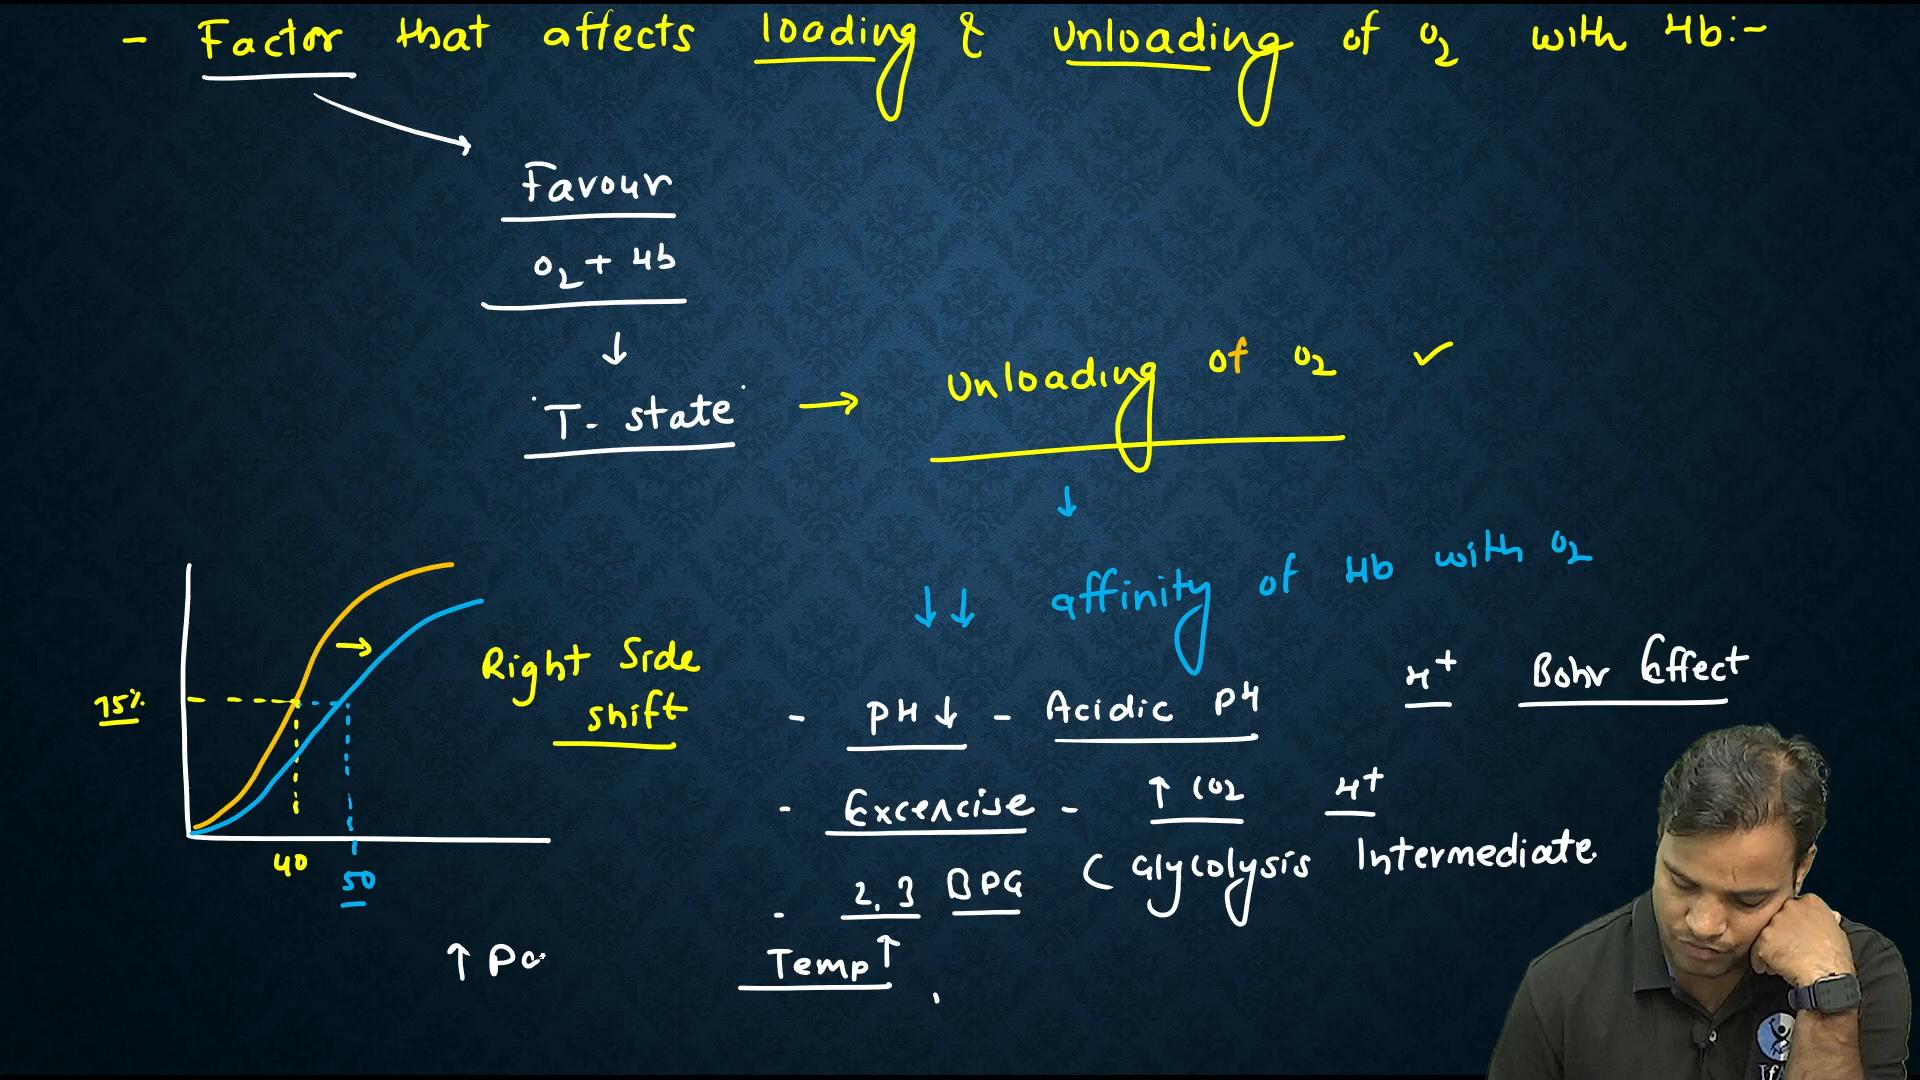 - Factor that affects loading & Unloading of O2 with Hb:-
Favour
O2 + Hb
↓
"T- state" → Unloading of O2 ✓
↓
↓↓ affinity of Hb with O2
Right Side
shift
75%
40
50
- PH↓ - Acidic PH H+ Bohr Effect
- Excercise - ↑ CO2 H+
- 2,3 BPG ( Glycolysis Intermediate
Temp↑
↑